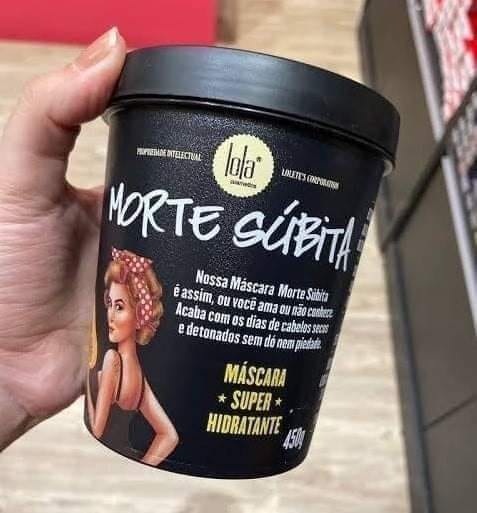 PROPRIEDADE INTELECTUAL
lola
cosmetics
LOLETE'S CORPORATION
MORTE SÚBITA
Nossa Máscara Morte Súbita
é assim, ou você ama ou não conhece.
Acaba com os dias de cabelos secos
e detonados sem dó nem piedade.
MÁSCARA
★ SUPER ★
HIDRATANTE
450g